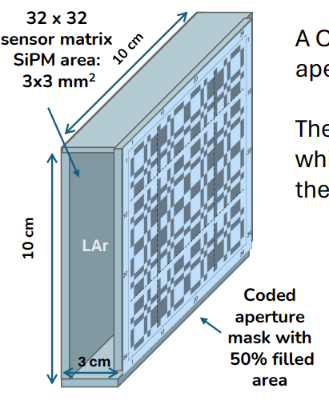 32 x 32
sensor matrix
SiPM area:
3x3 mm²
10 cm
A C
ape
The
whi
the
10 cm
LAr
3 cm
Coded
aperture
mask with
50% filled
area